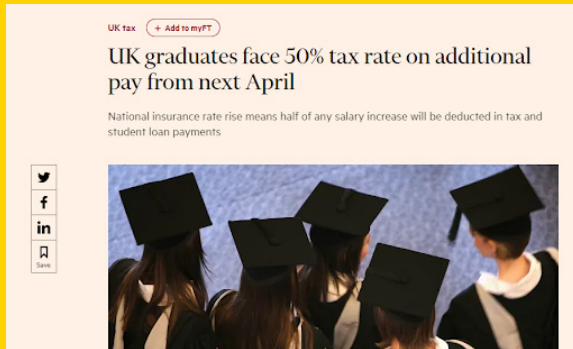 UK tax + Add to myFT
UK graduates face 50% tax rate on additional
pay from next April
National insurance rate rise means half of any salary increase will be deducted in tax and
student loan payments
Save